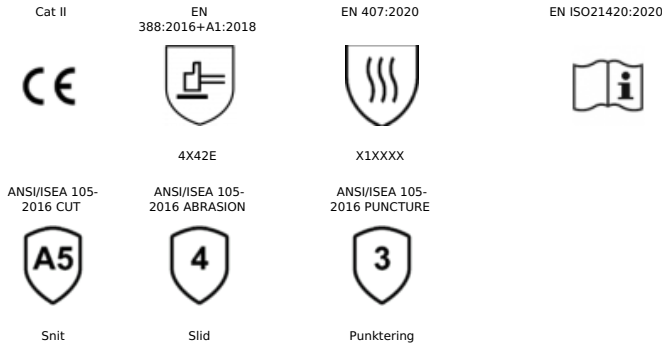 Cat II
EN
388:2016+A1:2018
EN 407:2020
EN ISO21420:2020
CE
i
4X42E
X1XXXX
ANSI/ISEA 105-
2016 CUT
ANSI/ISEA 105-
2016 ABRASION
ANSI/ISEA 105-
2016 PUNCTURE
A5
4
3
Snit
Slid
Punktering